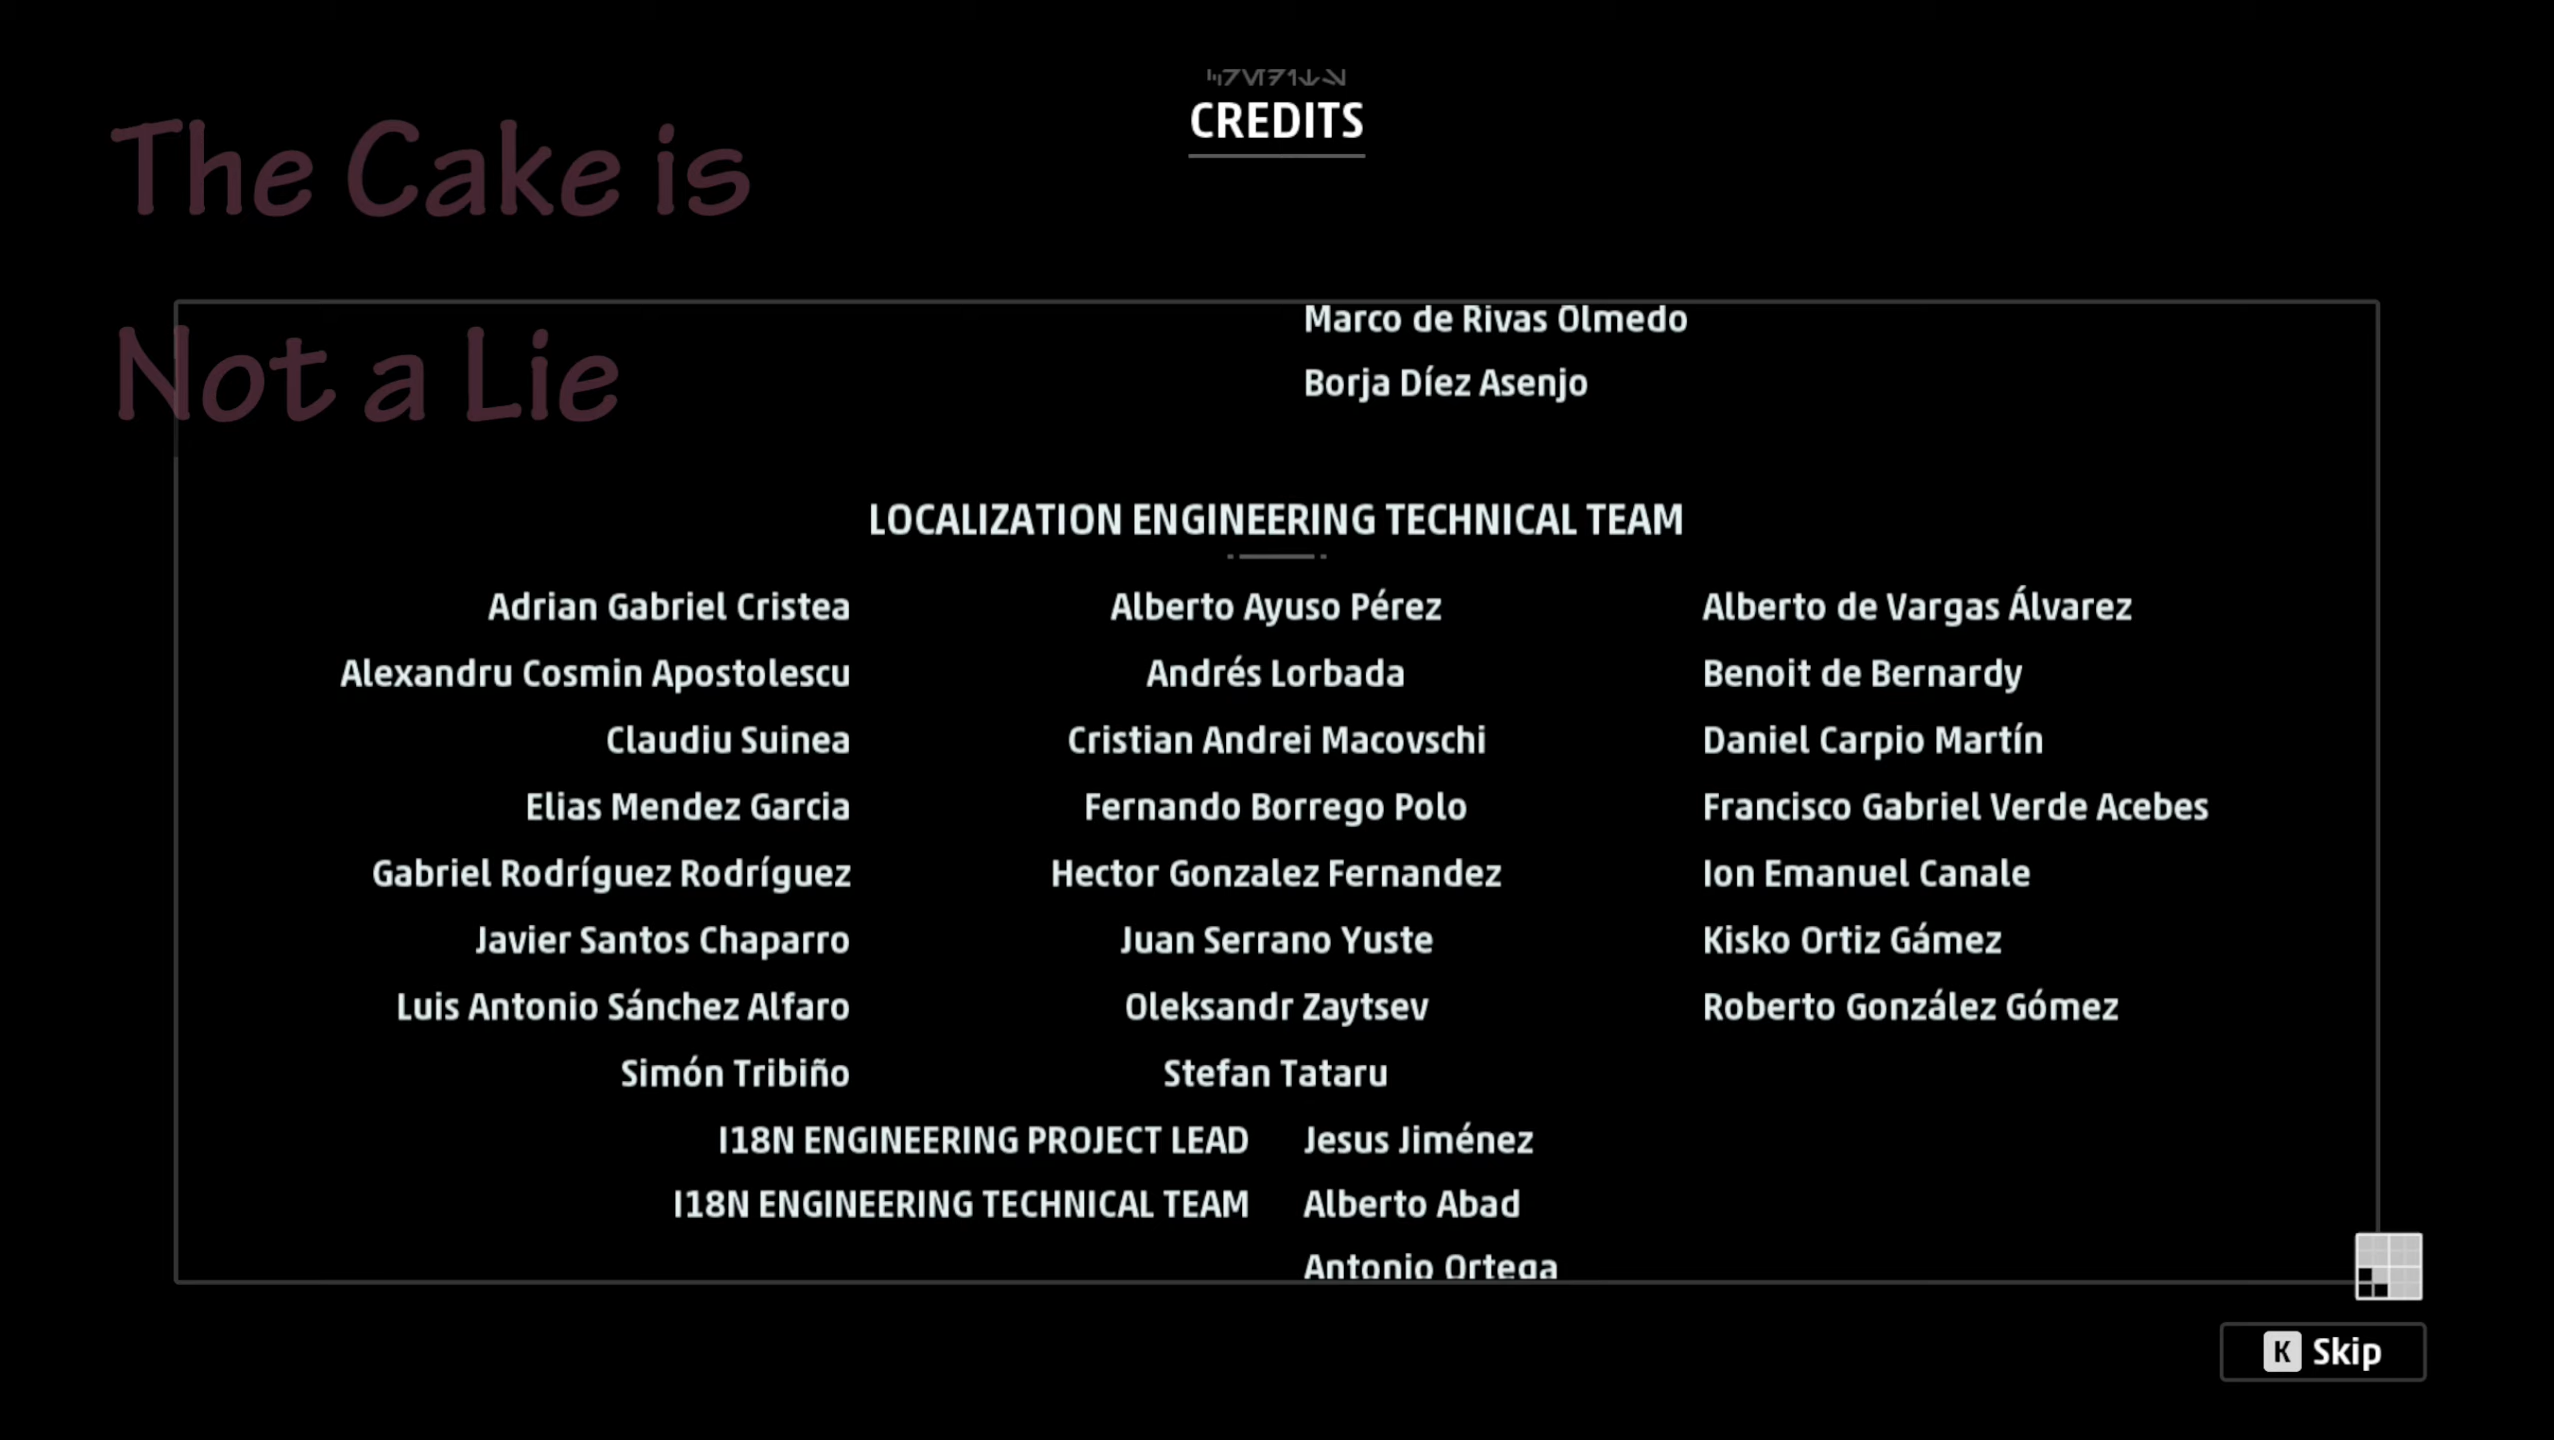 CREDITS
The Cake is
Not a Lie
Marco de Rivas Olmedo
Borja Díez Asenjo
LOCALIZATION ENGINEERING TECHNICAL TEAM
Adrian Gabriel Cristea Alberto Ayuso Pérez Alberto de Vargas Álvarez
Alexandru Cosmin Apostolescu Andrés Lorbada Benoit de Bernardy
Claudiu Suinea Cristian Andrei Macovschi Daniel Carpio Martín
Elias Mendez Garcia Fernando Borrego Polo Francisco Gabriel Verde Acebes
Gabriel Rodríguez Rodríguez Hector Gonzalez Fernandez Ion Emanuel Canale
Javier Santos Chaparro Juan Serrano Yuste Kisko Ortiz Gámez
Luis Antonio Sánchez Alfaro Oleksandr Zaytsev Roberto González Gómez
Simón Tribiño Stefan Tataru
I18N ENGINEERING PROJECT LEAD Jesus Jiménez
I18N ENGINEERING TECHNICAL TEAM Alberto Abad
Antonio Ortega
K Skip